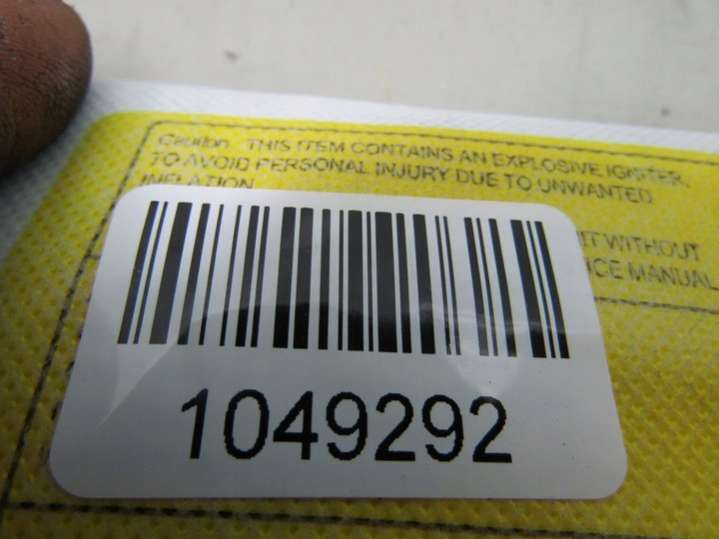 Caution THIS ITEM CONTAINS AN EXPLOSIVE IGNITER.
TO AVOID PERSONAL INJURY DUE TO UNWANTED
INFLATION
IT WITHOUT
ICE MANUAL
1049292